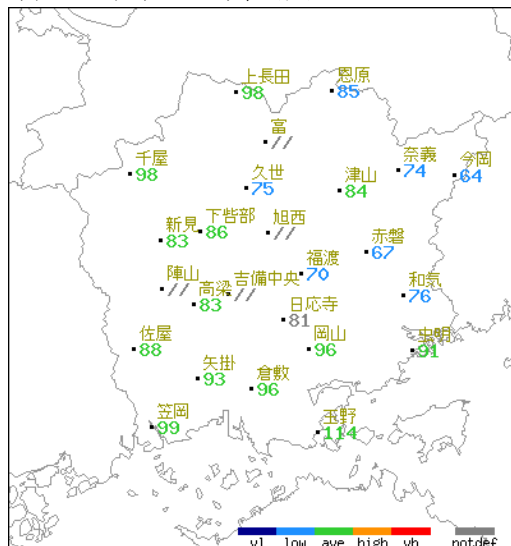 上長田
98
恩原
85
富
//
千屋
98
久世
75
津山
84
奈義
74
今岡
64
新見
83
下呰部
86
旭西
//
赤磐
67
福渡
70
陣山
//
高梁
83
吉備中央
//
日応寺
81
和気
76
佐屋
88
岡山
96
虫明
91
矢掛
93
倉敷
96
笠岡
99
玉野
114
vl low ave high vh notdef